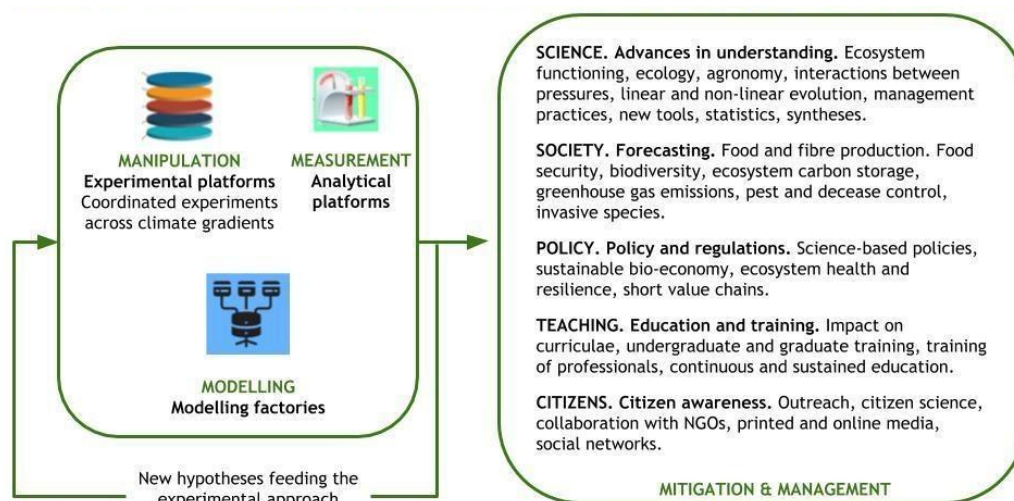 MANIPULATION
Experimental platforms
Coordinated experiments
across climate gradients
MEASUREMENT
Analytical
platforms
MODELLING
Modelling factories
New hypotheses feeding the
experimental approach
SCIENCE. Advances in understanding. Ecosystem
functioning, ecology, agronomy, interactions between
pressures, linear and non-linear evolution, management
practices, new tools, statistics, syntheses.
SOCIETY. Forecasting. Food and fibre production. Food
security, biodiversity, ecosystem carbon storage,
greenhouse gas emissions, pest and decease control,
invasive species.
POLICY. Policy and regulations. Science-based policies,
sustainable bio-economy, ecosystem health and
resilience, short value chains.
TEACHING. Education and training. Impact on
curriculae, undergraduate and graduate training, training
of professionals, continuous and sustained education.
CITIZENS. Citizen awareness. Outreach, citizen science,
collaboration with NGOs, printed and online media,
social networks.
MITIGATION & MANAGEMENT